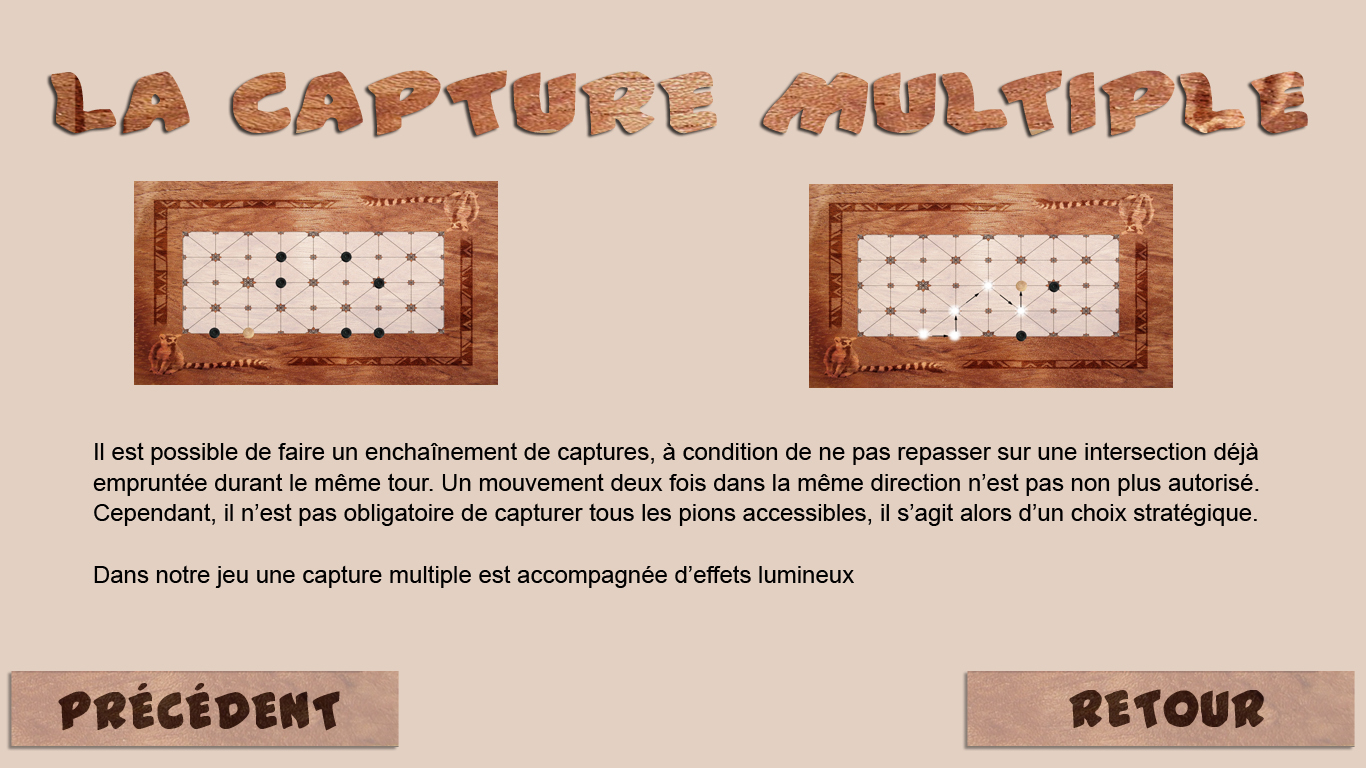 LA CAPTURE MULTIPLE
Il est possible de faire un enchaînement de captures, à condition de ne pas repasser sur une intersection déjà
empruntée durant le même tour. Un mouvement deux fois dans la même direction n’est pas non plus autorisé.
Cependant, il n’est pas obligatoire de capturer tous les pions accessibles, il s’agit alors d’un choix stratégique.
Dans notre jeu une capture multiple est accompagnée d’effets lumineux
PRÉCÉDENT
RETOUR